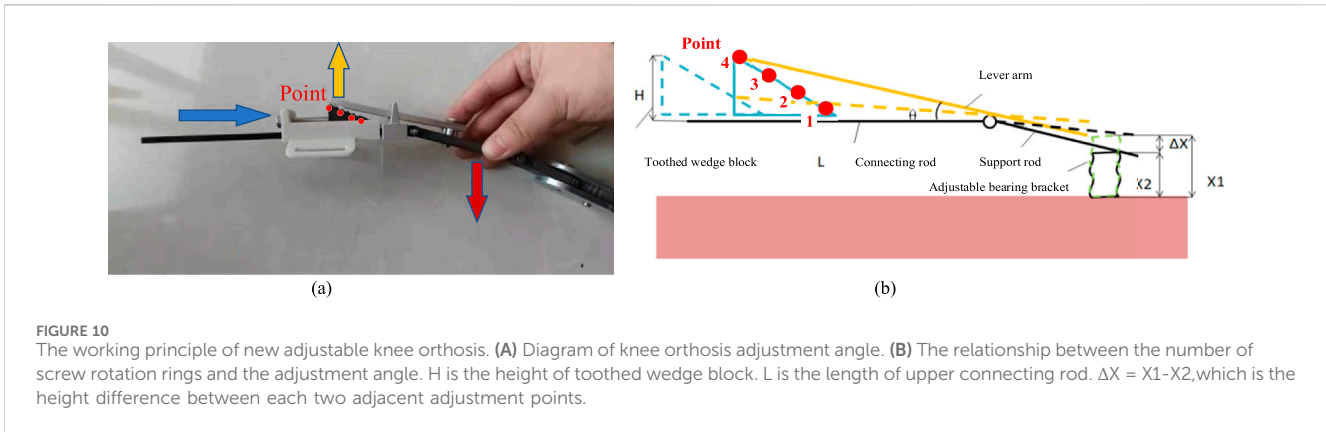 Point
(a)
Point
4
3
2
1
H
θ
Lever arm
ΔX
X2
X1
Toothed wedge block
L
Connecting rod
Support rod
Adjustable bearing bracket
(b)
FIGURE 10
The working principle of new adjustable knee orthosis. (A) Diagram of knee orthosis adjustment angle. (B) The relationship between the number of
screw rotation rings and the adjustment angle. H is the height of toothed wedge block. L is the length of upper connecting rod. ΔX = X1-X2,which is the
height difference between each two adjacent adjustment points.